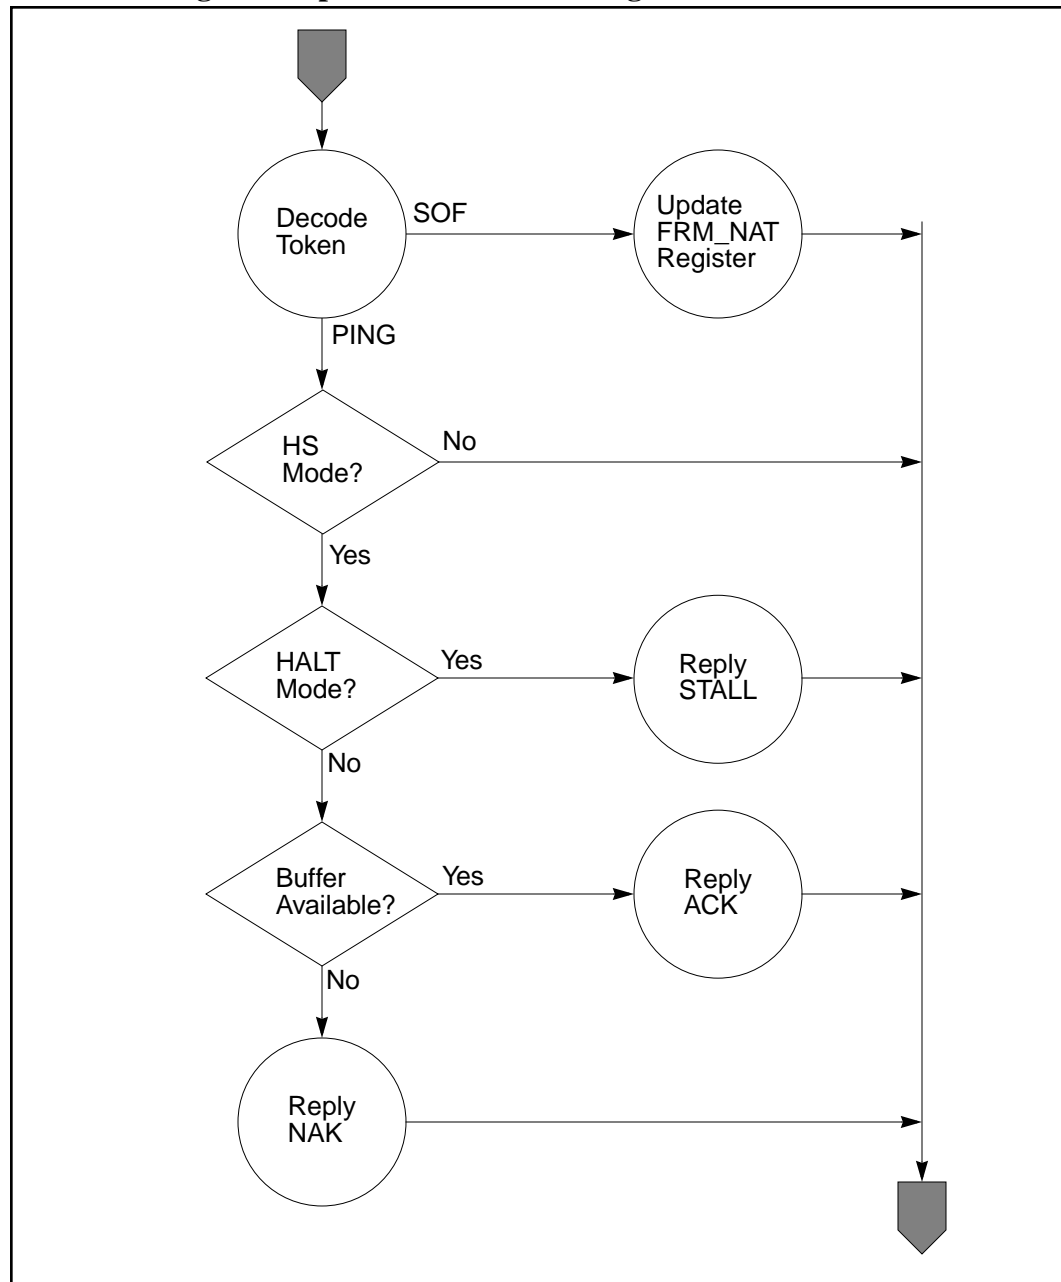 Decode
Token
SOF
Update
FRM_NAT
Register
PING
HS
Mode?
No
Yes
HALT
Mode?
Yes
Reply
STALL
No
Buffer
Available?
Yes
Reply
ACK
No
Reply
NAK